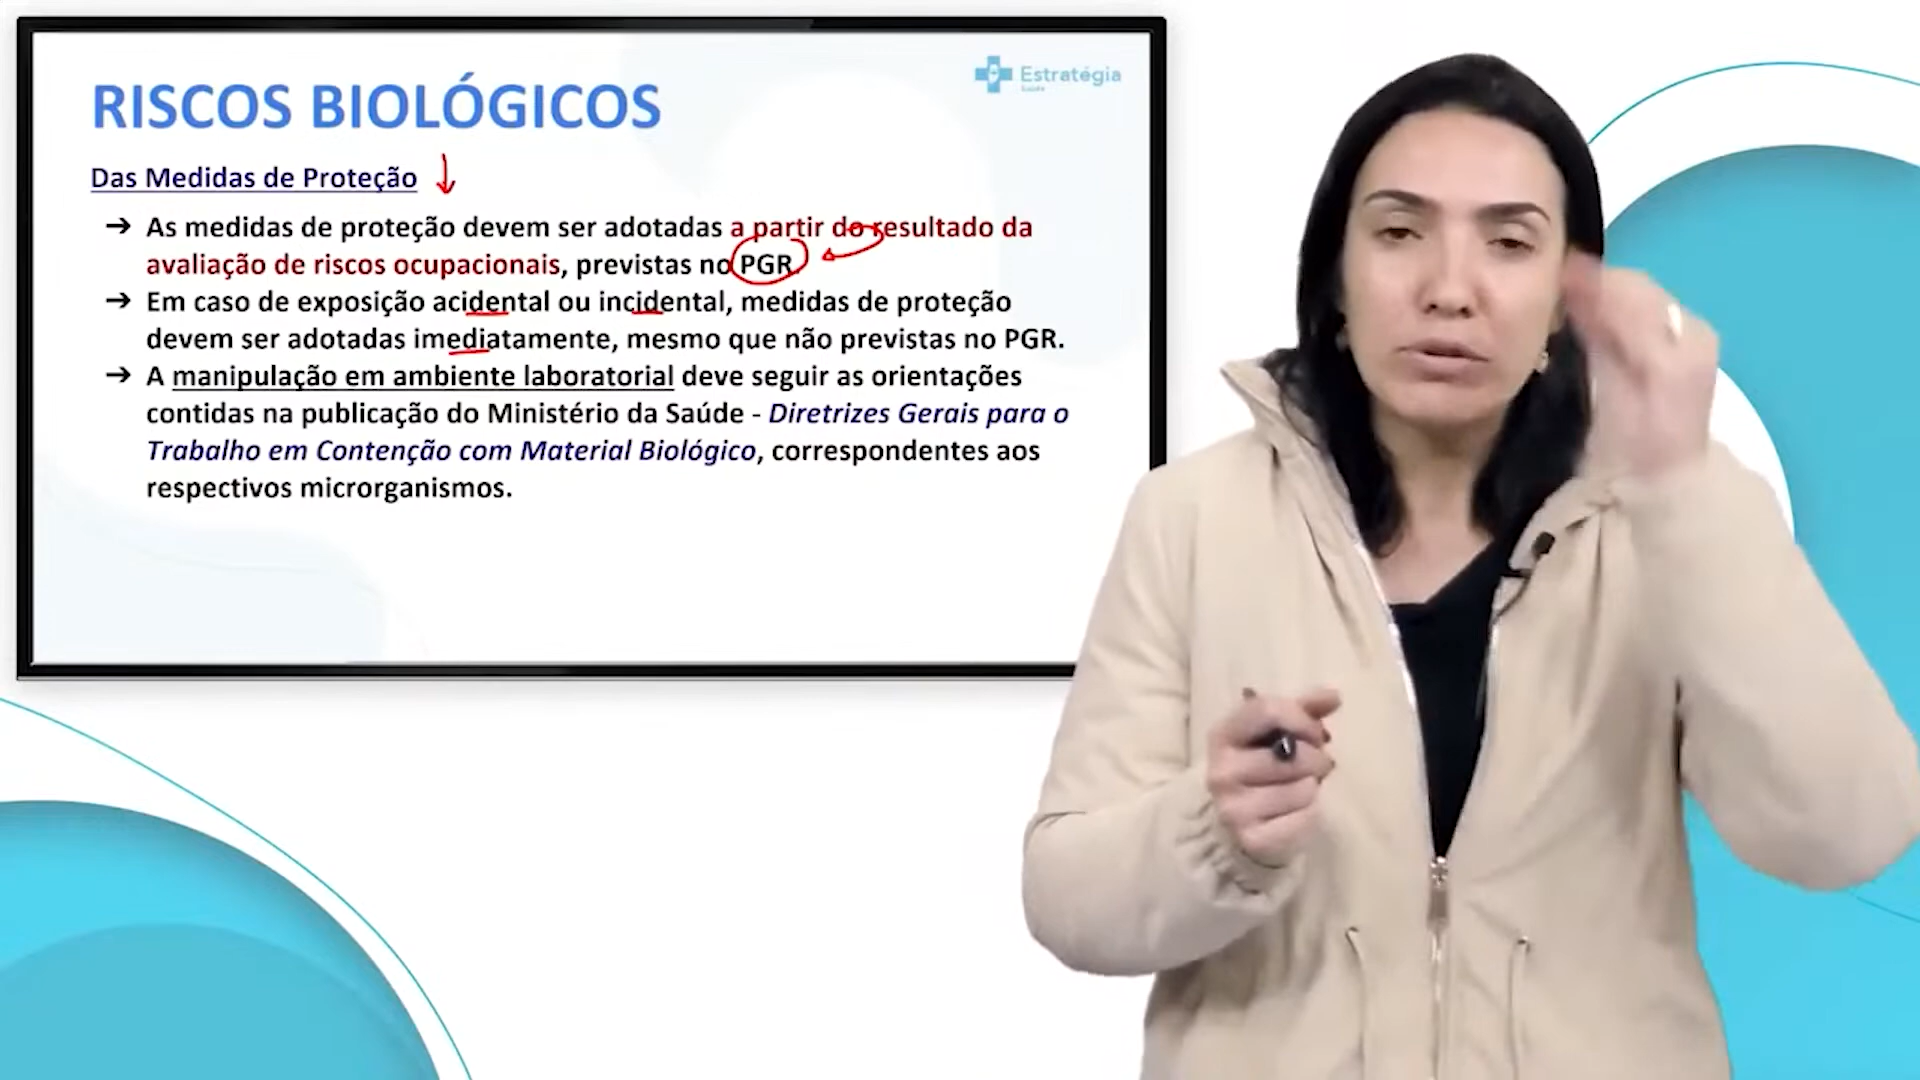 RISCOS BIOLÓGICOS
Estratégia
Saúde
Das Medidas de Proteção
➔ As medidas de proteção devem ser adotadas a partir do resultado da
avaliação de riscos ocupacionais, previstas no PGR.
➔ Em caso de exposição acidental ou incidental, medidas de proteção
devem ser adotadas imediatamente, mesmo que não previstas no PGR.
➔ A manipulação em ambiente laboratorial deve seguir as orientações
contidas na publicação do Ministério da Saúde - Diretrizes Gerais para o
Trabalho em Contenção com Material Biológico, correspondentes aos
respectivos microrganismos.